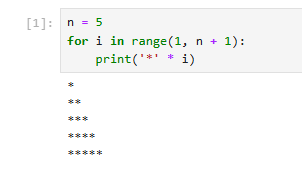 [1]: n = 5
for i in range(1, n + 1):
    print('*' * i)
*
**
***
****
*****